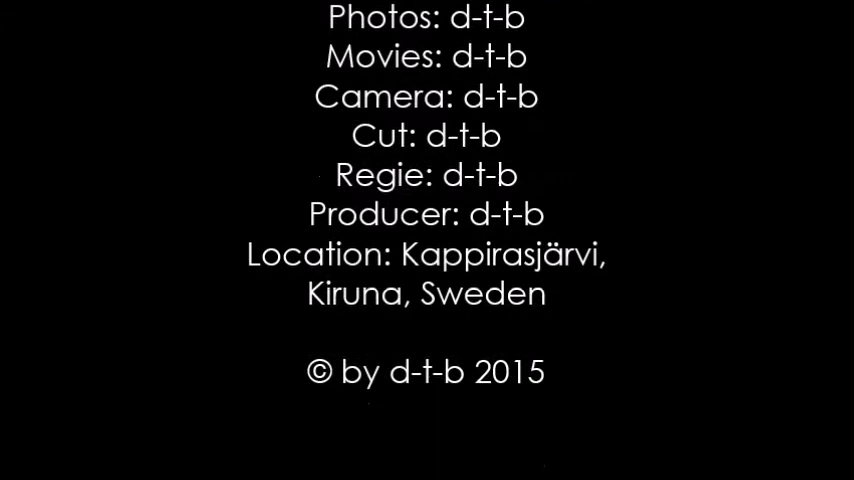 Photos: d-t-b
Movies: d-t-b
Camera: d-t-b
Cut: d-t-b
Regie: d-t-b
Producer: d-t-b
Location: Kappirasjärvi,
Kiruna, Sweden
© by d-t-b 2015